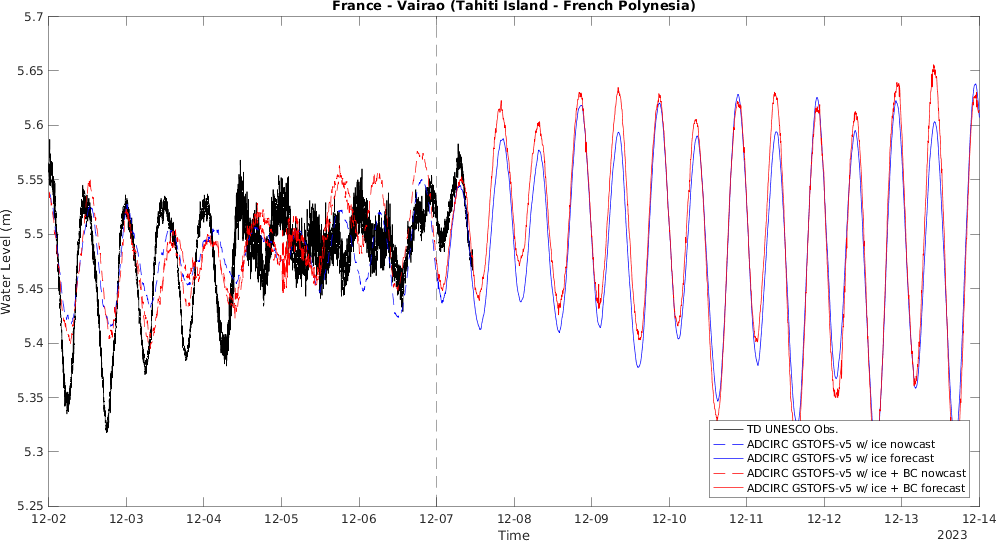 France - Vairao (Tahiti Island - French Polynesia)
5.7
5.65
5.6
5.55
5.5
5.45
5.4
5.35
5.3
5.25
Water Level (m)
TD UNESCO Obs.
ADCIRC GSTOFS-v5 w/ ice nowcast
ADCIRC GSTOFS-v5 w/ ice forecast
ADCIRC GSTOFS-v5 w/ ice + BC nowcast
ADCIRC GSTOFS-v5 w/ ice + BC forecast
12-02 12-03 12-04 12-05 12-06 12-07 12-08 12-09 12-10 12-11 12-12 12-13 12-14
Time
2023